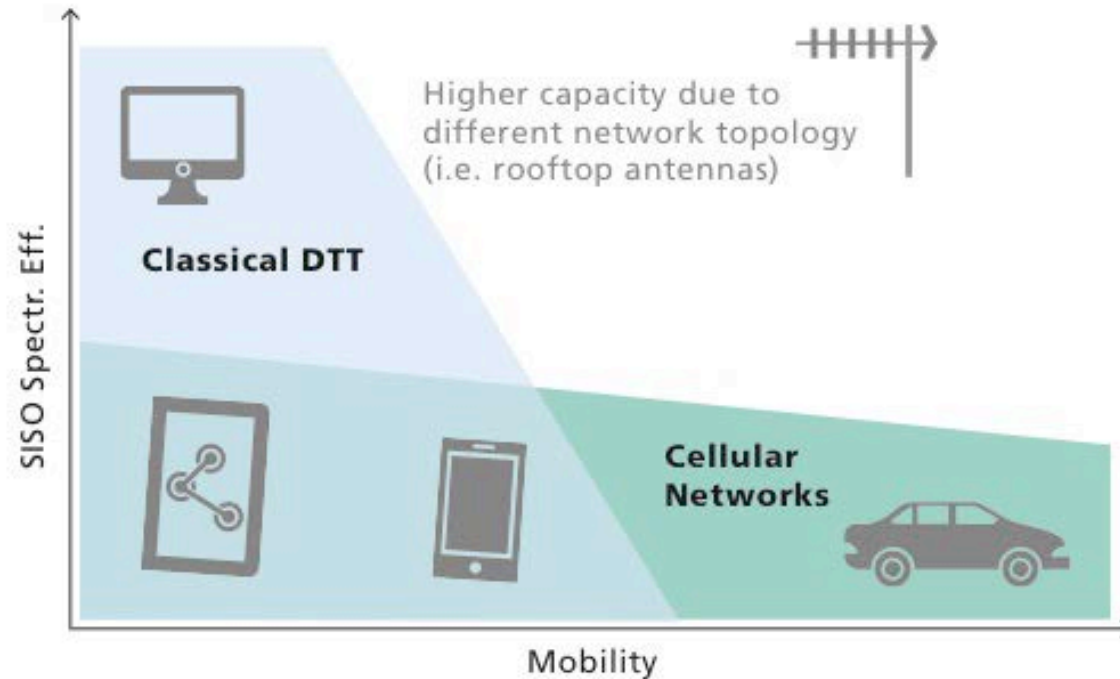 Higher capacity due to
different network topology
(i.e. rooftop antennas)
Classical DTT
SISO Spectr. Eff.
Cellular
Networks
Mobility